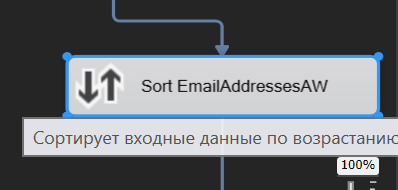 Sort EmailAddressesAW
Сортирует входные данные по возрастанию
100%